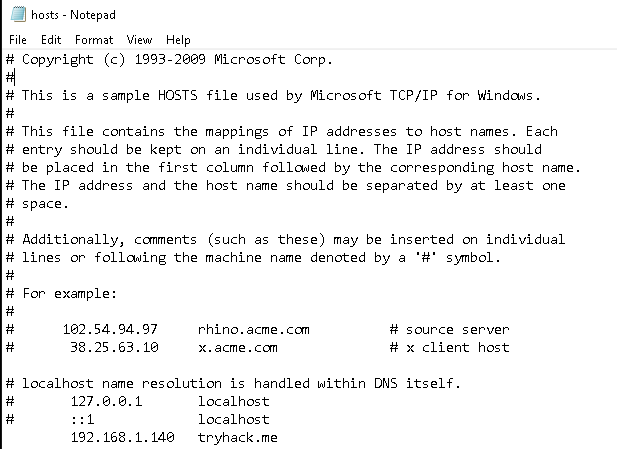 hosts - Notepad
File Edit Format View Help
# Copyright (c) 1993-2009 Microsoft Corp.
#
# This is a sample HOSTS file used by Microsoft TCP/IP for Windows.
#
# This file contains the mappings of IP addresses to host names. Each
# entry should be kept on an individual line. The IP address should
# be placed in the first column followed by the corresponding host name.
# The IP address and the host name should be separated by at least one
# space.
#
# Additionally, comments (such as these) may be inserted on individual
# lines or following the machine name denoted by a '#' symbol.
#
# For example:
#
#      102.54.94.97     rhino.acme.com          # source server
#       38.25.63.10     x.acme.com              # x client host

# localhost name resolution is handled within DNS itself.
#       127.0.0.1       localhost
#       ::1             localhost
        192.168.1.140   tryhack.me